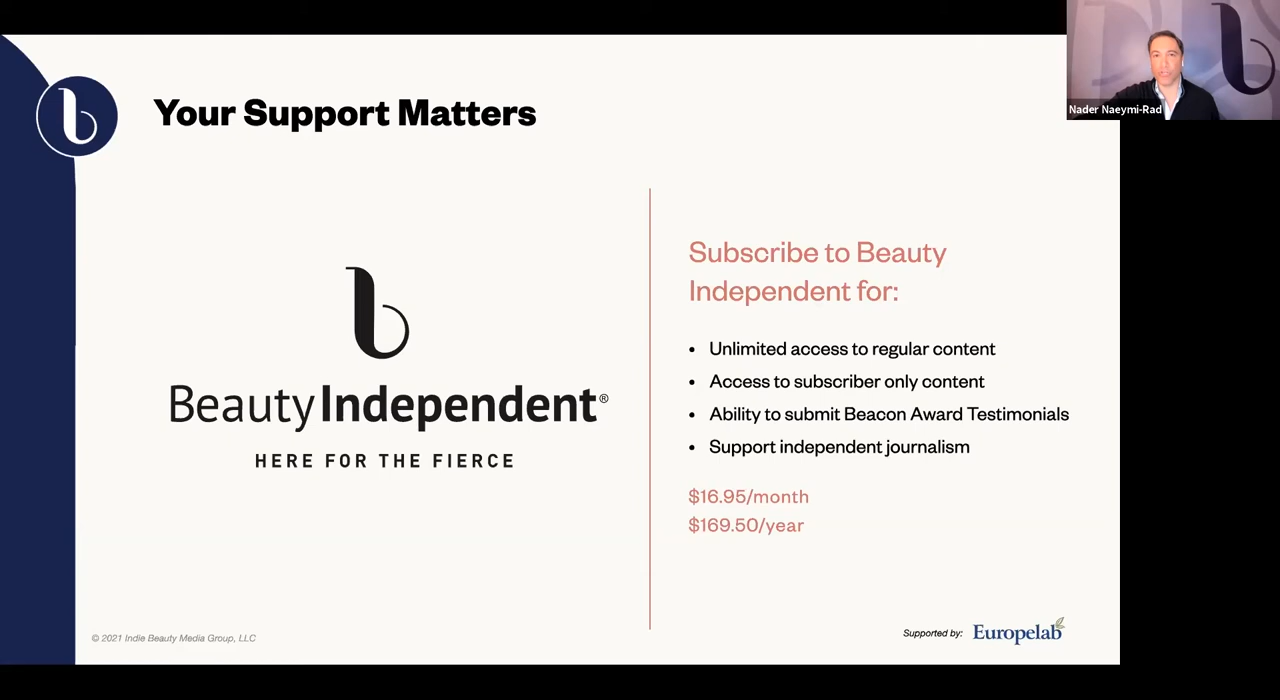 Your Support Matters
Nader Naeymi-Rad
Beauty Independent®
HERE FOR THE FIERCE
Subscribe to Beauty
Independent for:
• Unlimited access to regular content
• Access to subscriber only content
• Ability to submit Beacon Award Testimonials
• Support independent journalism
$16.95/month
$169.50/year
© 2021 Indie Beauty Media Group, LLC
Supported by: Europelab